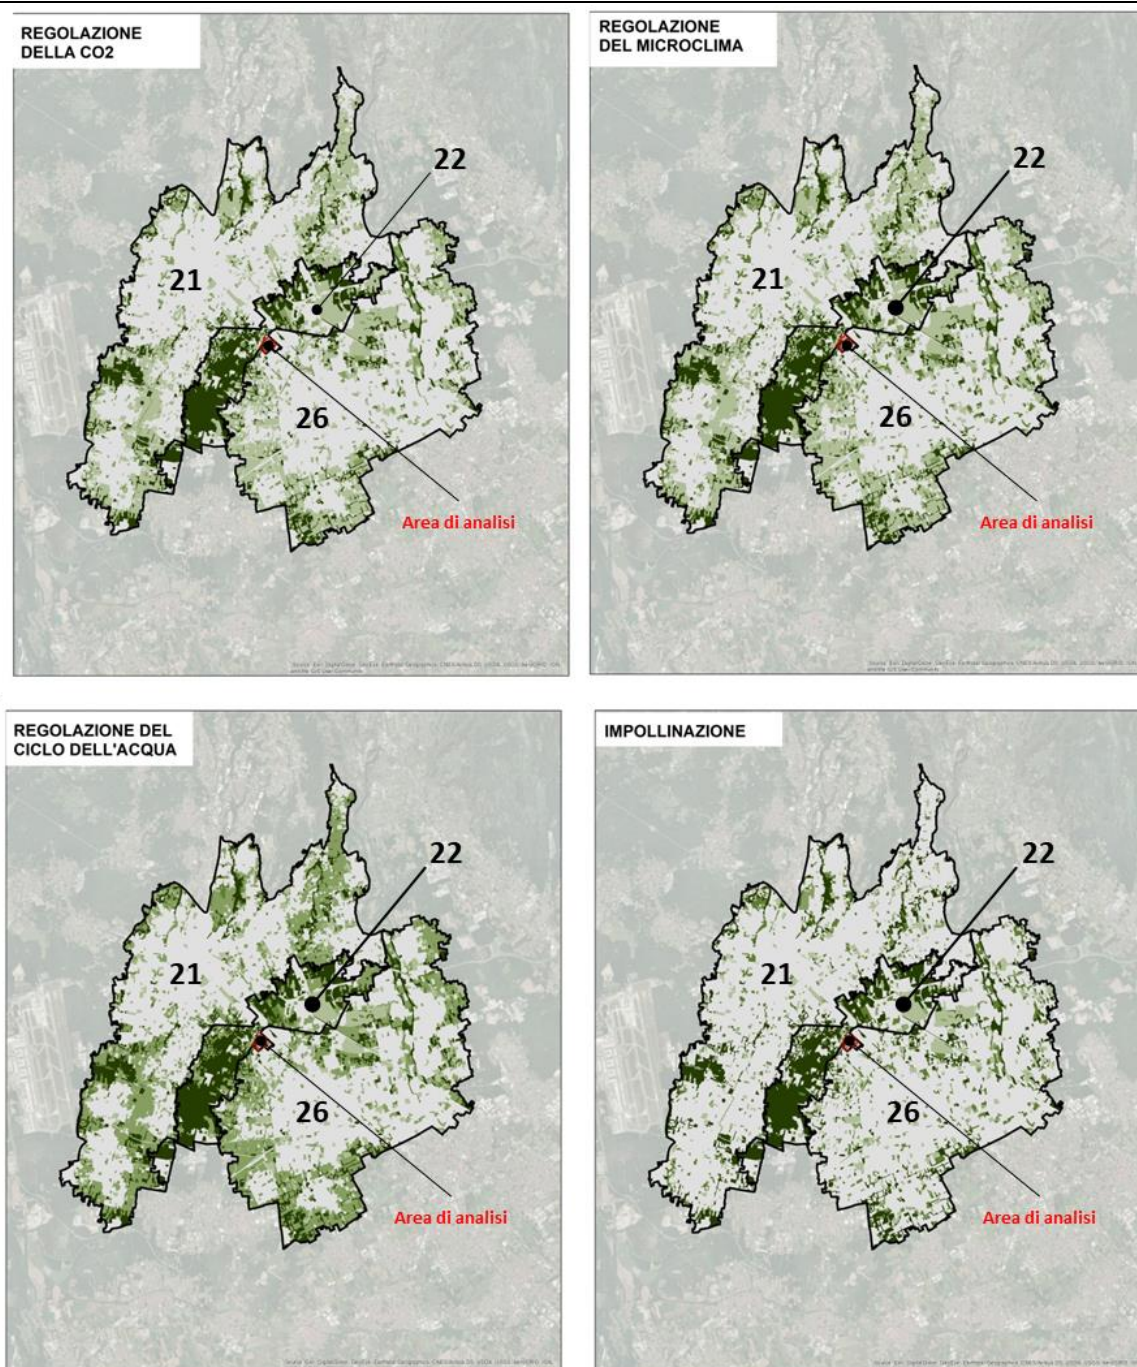 REGOLAZIONE
DELLA CO2
22
21
26
Area di analisi
REGOLAZIONE
DEL MICROCLIMA
22
21
26
Area di analisi
REGOLAZIONE DEL
CICLO DELL'ACQUA
22
21
26
Area di analisi
IMPOLLINAZIONE
22
21
26
Area di analisi